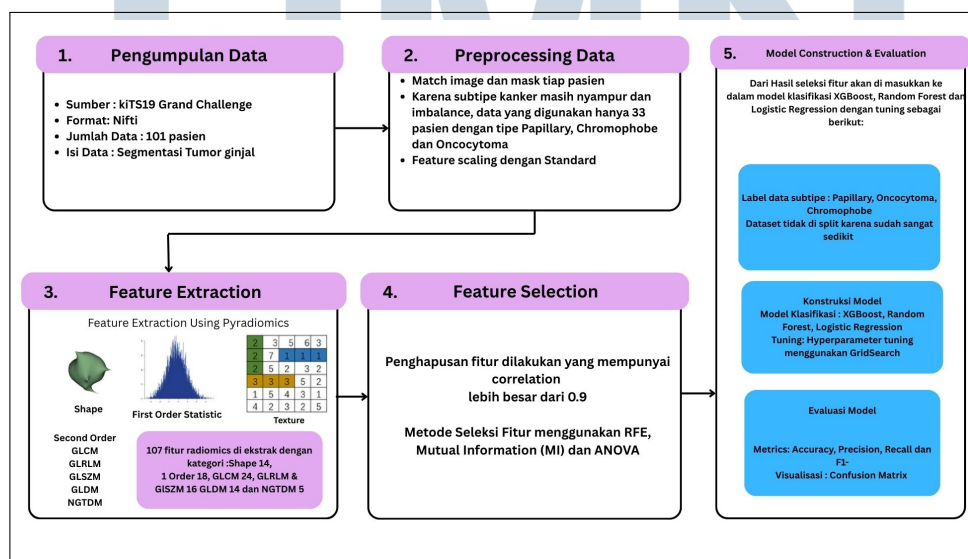 1. Pengumpulan Data
• Sumber : kiTS19 Grand Challenge
• Format: Nifti
• Jumlah Data : 101 pasien
• Isi Data : Segmentasi Tumor ginjal
2. Preprocessing Data
• Match image dan mask tiap pasien
• Karena subtipe kanker masih nyampur dan
imbalance, data yang digunakan hanya 33
pasien dengan tipe Papillary, Chromophobe
dan Oncocytoma
• Feature scaling dengan Standard
3. Feature Extraction
Feature Extraction Using Pyradiomics
Shape
First Order Statistic
2 3 5 6 3
2 7 1 1 1
2 5 2 3 2
3 3 3 5 2
1 5 4 3 1
4 2 3 2 5
Texture
Second Order
GLCM
GLRLM
GLSZM
GLDM
NGTDM
107 fitur radiomics di ekstrak dengan
kategori :Shape 14,
1 Order 18, GLCM 24, GLRLM &
GlSZM 16 GLDM 14 dan NGTDM 5
4. Feature Selection
Penghapusan fitur dilakukan yang mempunyai
correlation
lebih besar dari 0.9
Metode Seleksi Fitur menggunakan RFE,
Mutual Information (MI) dan ANOVA
5. Model Construction & Evaluation
Dari Hasil seleksi fitur akan di masukkan ke
dalam model klasifikasi XGBoost, Random Forest dan
Logistic Regression dengan tuning sebagai
berikut:
Label data subtipe : Papillary, Oncocytoma,
Chromophobe
Dataset tidak di split karena sudah sangat
sedikit
Konstruksi Model
Model Klasifikasi : XGBoost, Random
Forest, Logistic Regression
Tuning: Hyperparameter tuning
menggunakan GridSearch
Evaluasi Model
Metrics: Accuracy, Precision, Recall dan
F1-
Visualisasi : Confusion Matrix